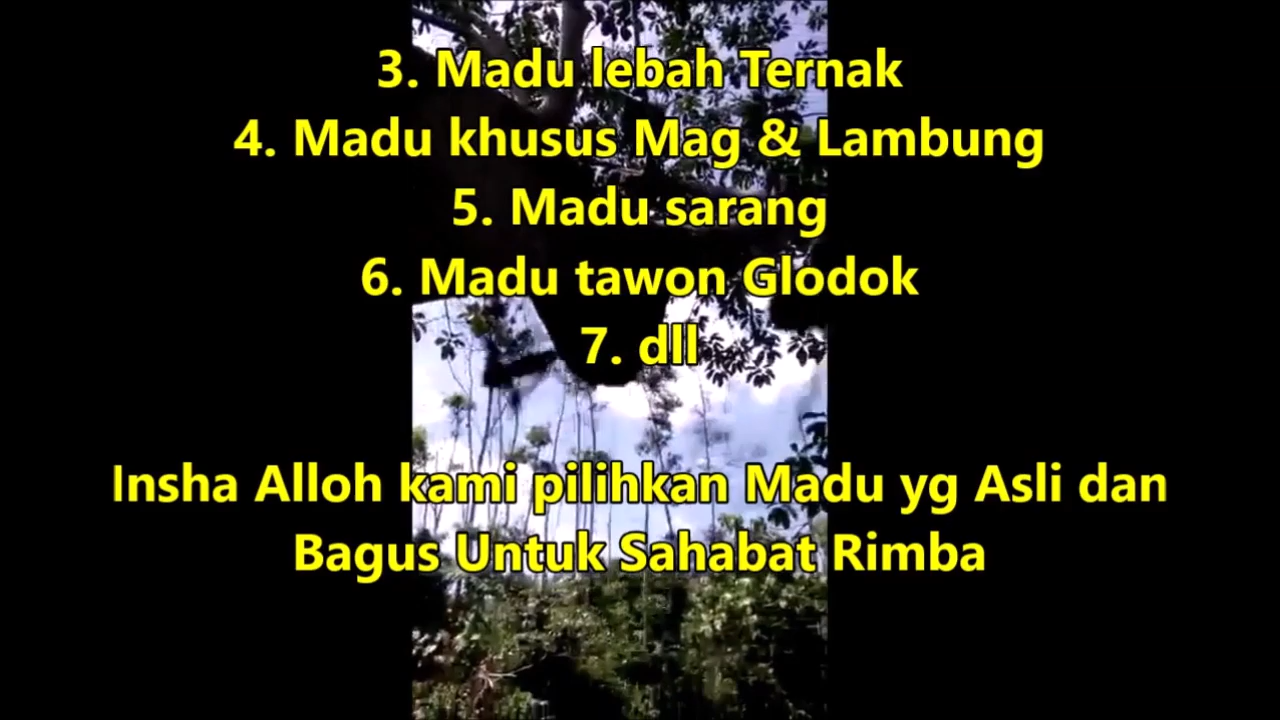 3. Madu lebah Ternak
4. Madu khusus Mag & Lambung
5. Madu sarang
6. Madu tawon Glodok
7. dll
Insha Alloh kami pilihkan Madu yg Asli dan
Bagus Untuk Sahabat Rimba